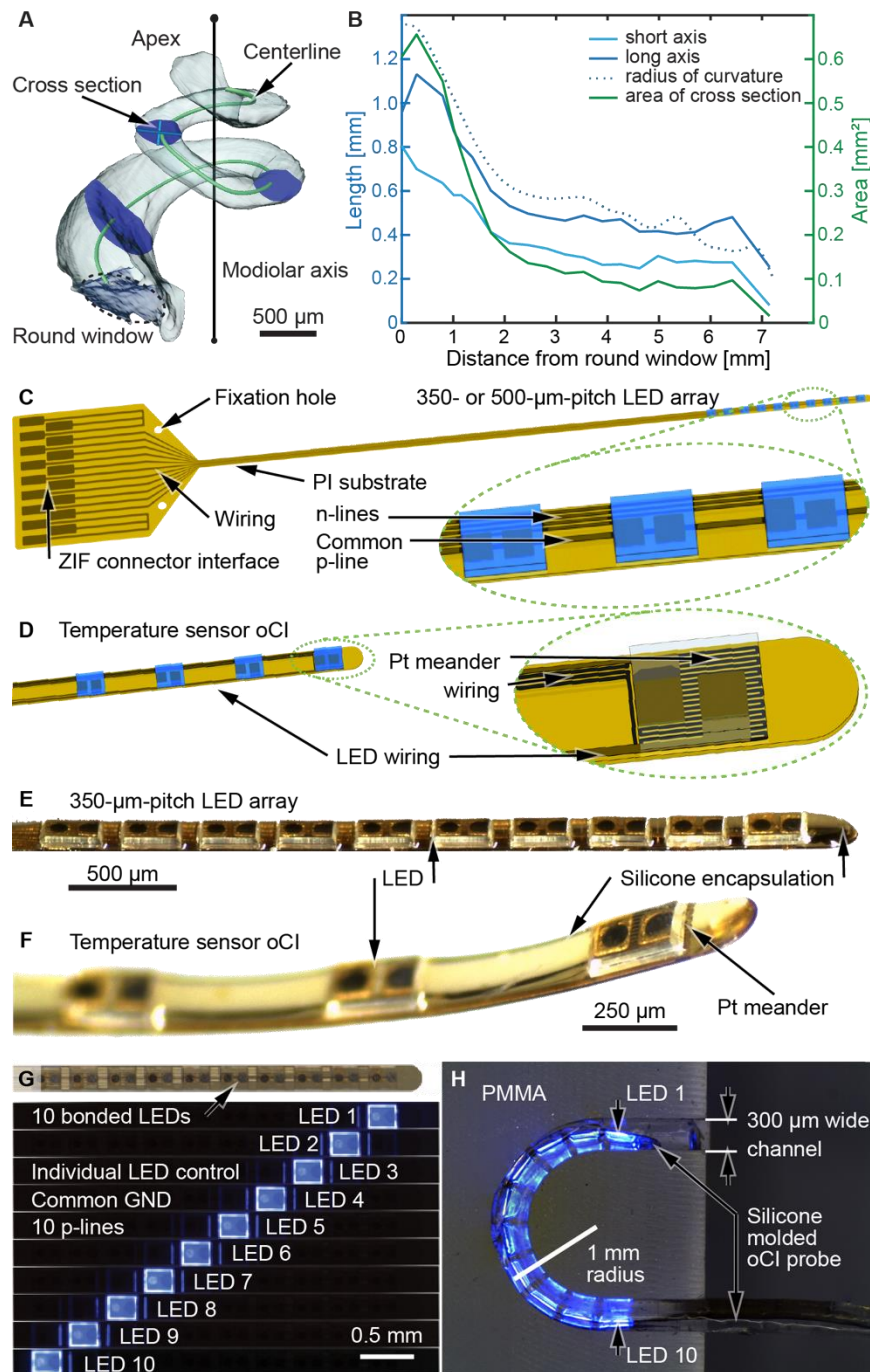 A
Apex
Centerline
Cross section
Modiolar axis
Round window
500 µm
B
short axis
long axis
radius of curvature
area of cross section
Length [mm]
1.2
1.0
0.8
0.6
0.4
0.2
0
Area [mm²]
0.6
0.5
0.4
0.3
0.2
0.1
0
0 1 2 3 4 5 6 7
Distance from round window [mm]
C
Fixation hole
350- or 500-µm-pitch LED array
PI substrate
Wiring
n-lines
Common
p-line
ZIF connector interface
D Temperature sensor oCI
Pt meander
wiring
LED wiring
E 350-µm-pitch LED array
500 µm
LED
Silicone encapsulation
F Temperature sensor oCI
250 µm
Pt meander
G
10 bonded LEDs
LED 1
LED 2
Individual LED control
LED 3
Common GND
LED 4
10 p-lines
LED 5
LED 6
LED 7
LED 8
LED 9
0.5 mm
LED 10
H
PMMA
LED 1
300 µm wide
channel
1 mm
radius
Silicone
molded
oCI probe
LED 10